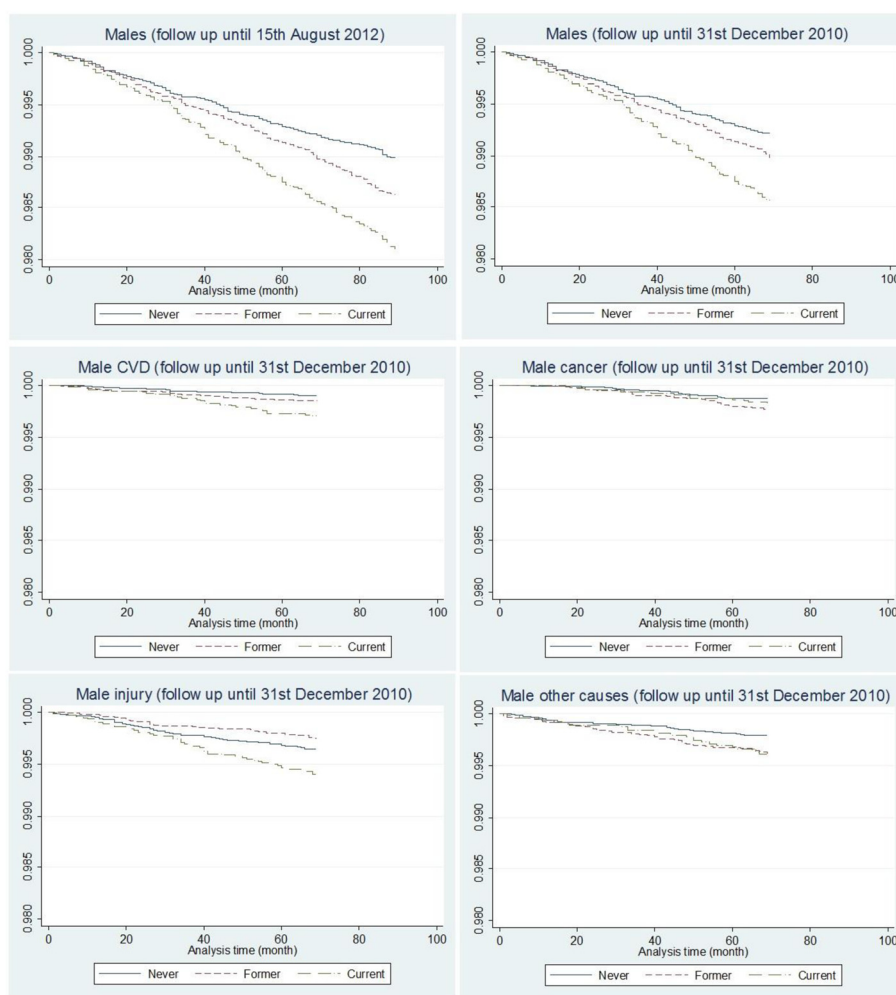 Males (follow up until 15th August 2012)
1.000
0.995
0.990
0.985
0.980
0 20 40 60 80 100
Analysis time (month)
Never Former Current
Males (follow up until 31st December 2010)
1.000
0.995
0.990
0.985
0.980
0 20 40 60 80 100
Analysis time (month)
Never Former Current
Male CVD (follow up until 31st December 2010)
1.000
0.995
0.990
0.985
0.980
0 20 40 60 80 100
Analysis time (month)
Never Former Current
Male cancer (follow up until 31st December 2010)
1.000
0.995
0.990
0.985
0.980
0 20 40 60 80 100
Analysis time (month)
Never Former Current
Male injury (follow up until 31st December 2010)
1.000
0.995
0.990
0.985
0.980
0 20 40 60 80 100
Analysis time (month)
Never Former Current
Male other causes (follow up until 31st December 2010)
1.000
0.995
0.990
0.985
0.980
0 20 40 60 80 100
Analysis time (month)
Never Former Current